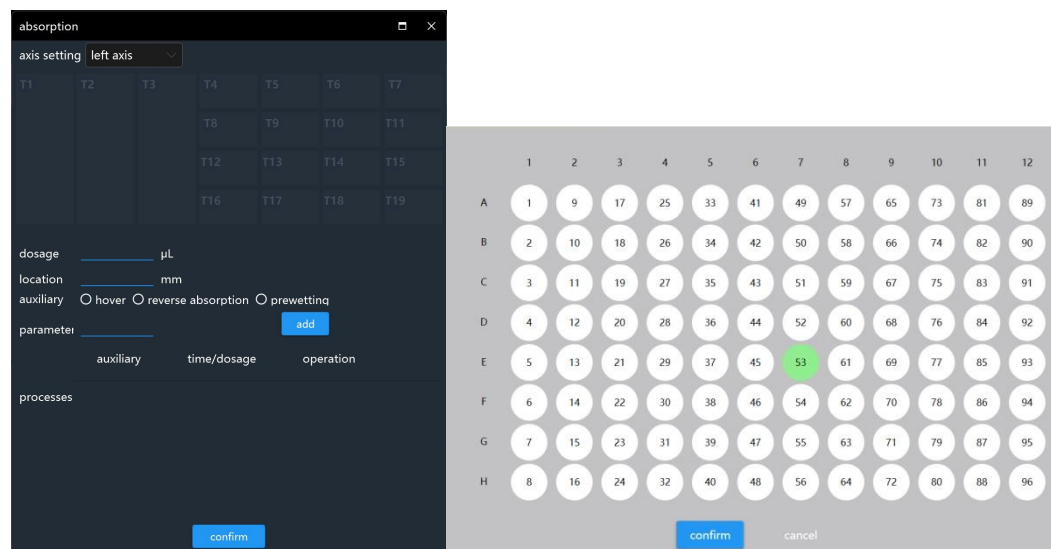 absorption
axis setting left axis
T1 T2 T3 T4 T5 T6 T7
T8 T9 T10 T11
T12 T13 T14 T15
T16 T17 T18 T19
dosage µL
location mm
auxiliary hover reverse absorption prewetting
parameter add
auxiliary time/dosage operation
processes
confirm
1 2 3 4 5 6 7 8 9 10 11 12
A 1 9 17 25 33 41 49 57 65 73 81 89
B 2 10 18 26 34 42 50 58 66 74 82 90
C 3 11 19 27 35 43 51 59 67 75 83 91
D 4 12 20 28 36 44 52 60 68 76 84 92
E 5 13 21 29 37 45 53 61 69 77 85 93
F 6 14 22 30 38 46 54 62 70 78 86 94
G 7 15 23 31 39 47 55 63 71 79 87 95
H 8 16 24 32 40 48 56 64 72 80 88 96
confirm cancel